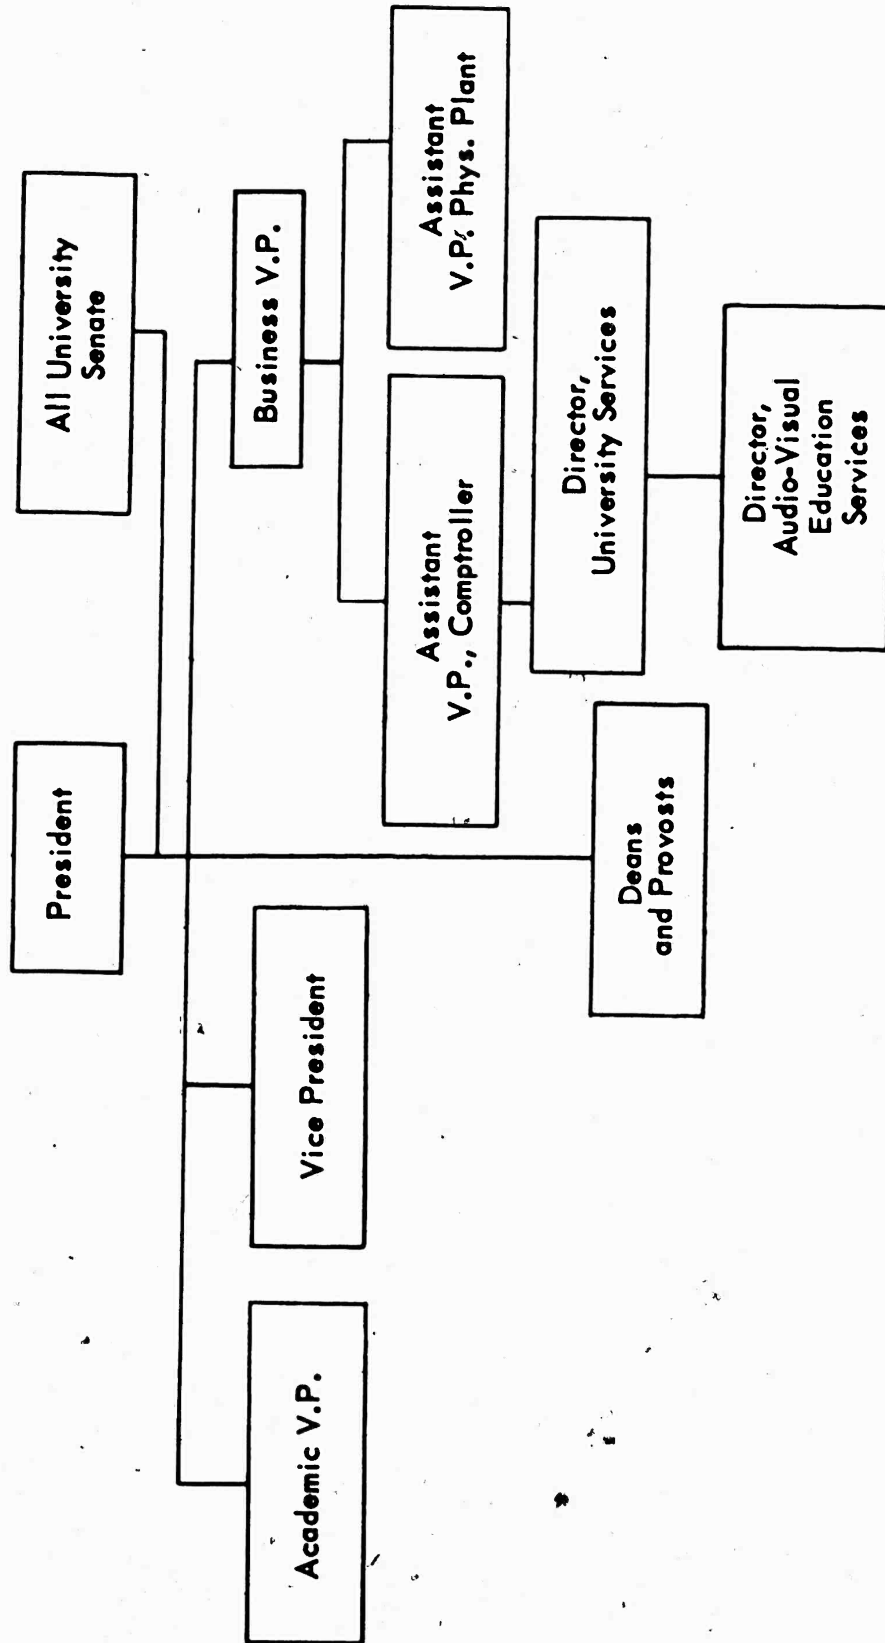 President
All University
Senate
Academic V.P.
Vice President
Business V.P.
Assistant
V.P., Comptroller
Assistant
V.P. Phys. Plant
Deans
and Provosts
Director,
University Services
Director,
Audio-Visual
Education
Services